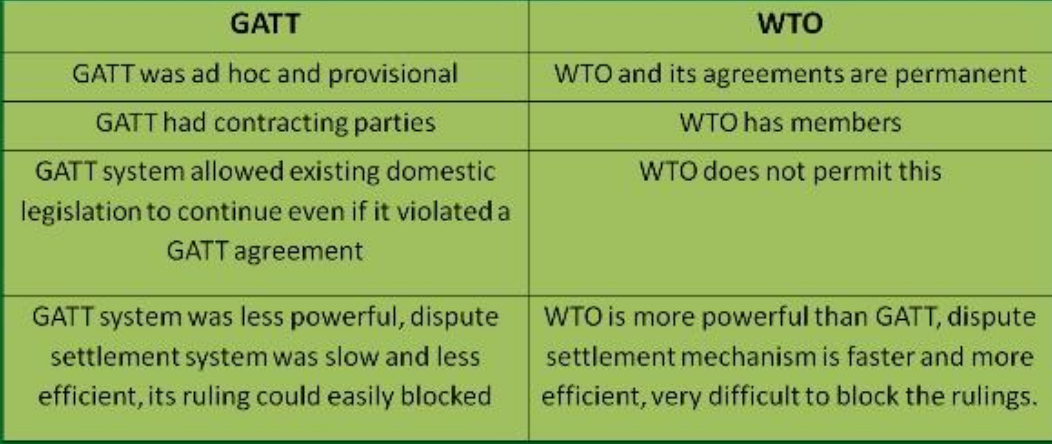 GATT
WTO
GATT was ad hoc and provisional
WTO and its agreements are permanent
GATT had contracting parties
WTO has members
GATT system allowed existing domestic
legislation to continue even if it violated a
GATT agreement
WTO does not permit this
GATT system was less powerful, dispute
settlement system was slow and less
efficient, its ruling could easily blocked
WTO is more powerful than GATT, dispute
settlement mechanism is faster and more
efficient, very difficult to block the rulings.